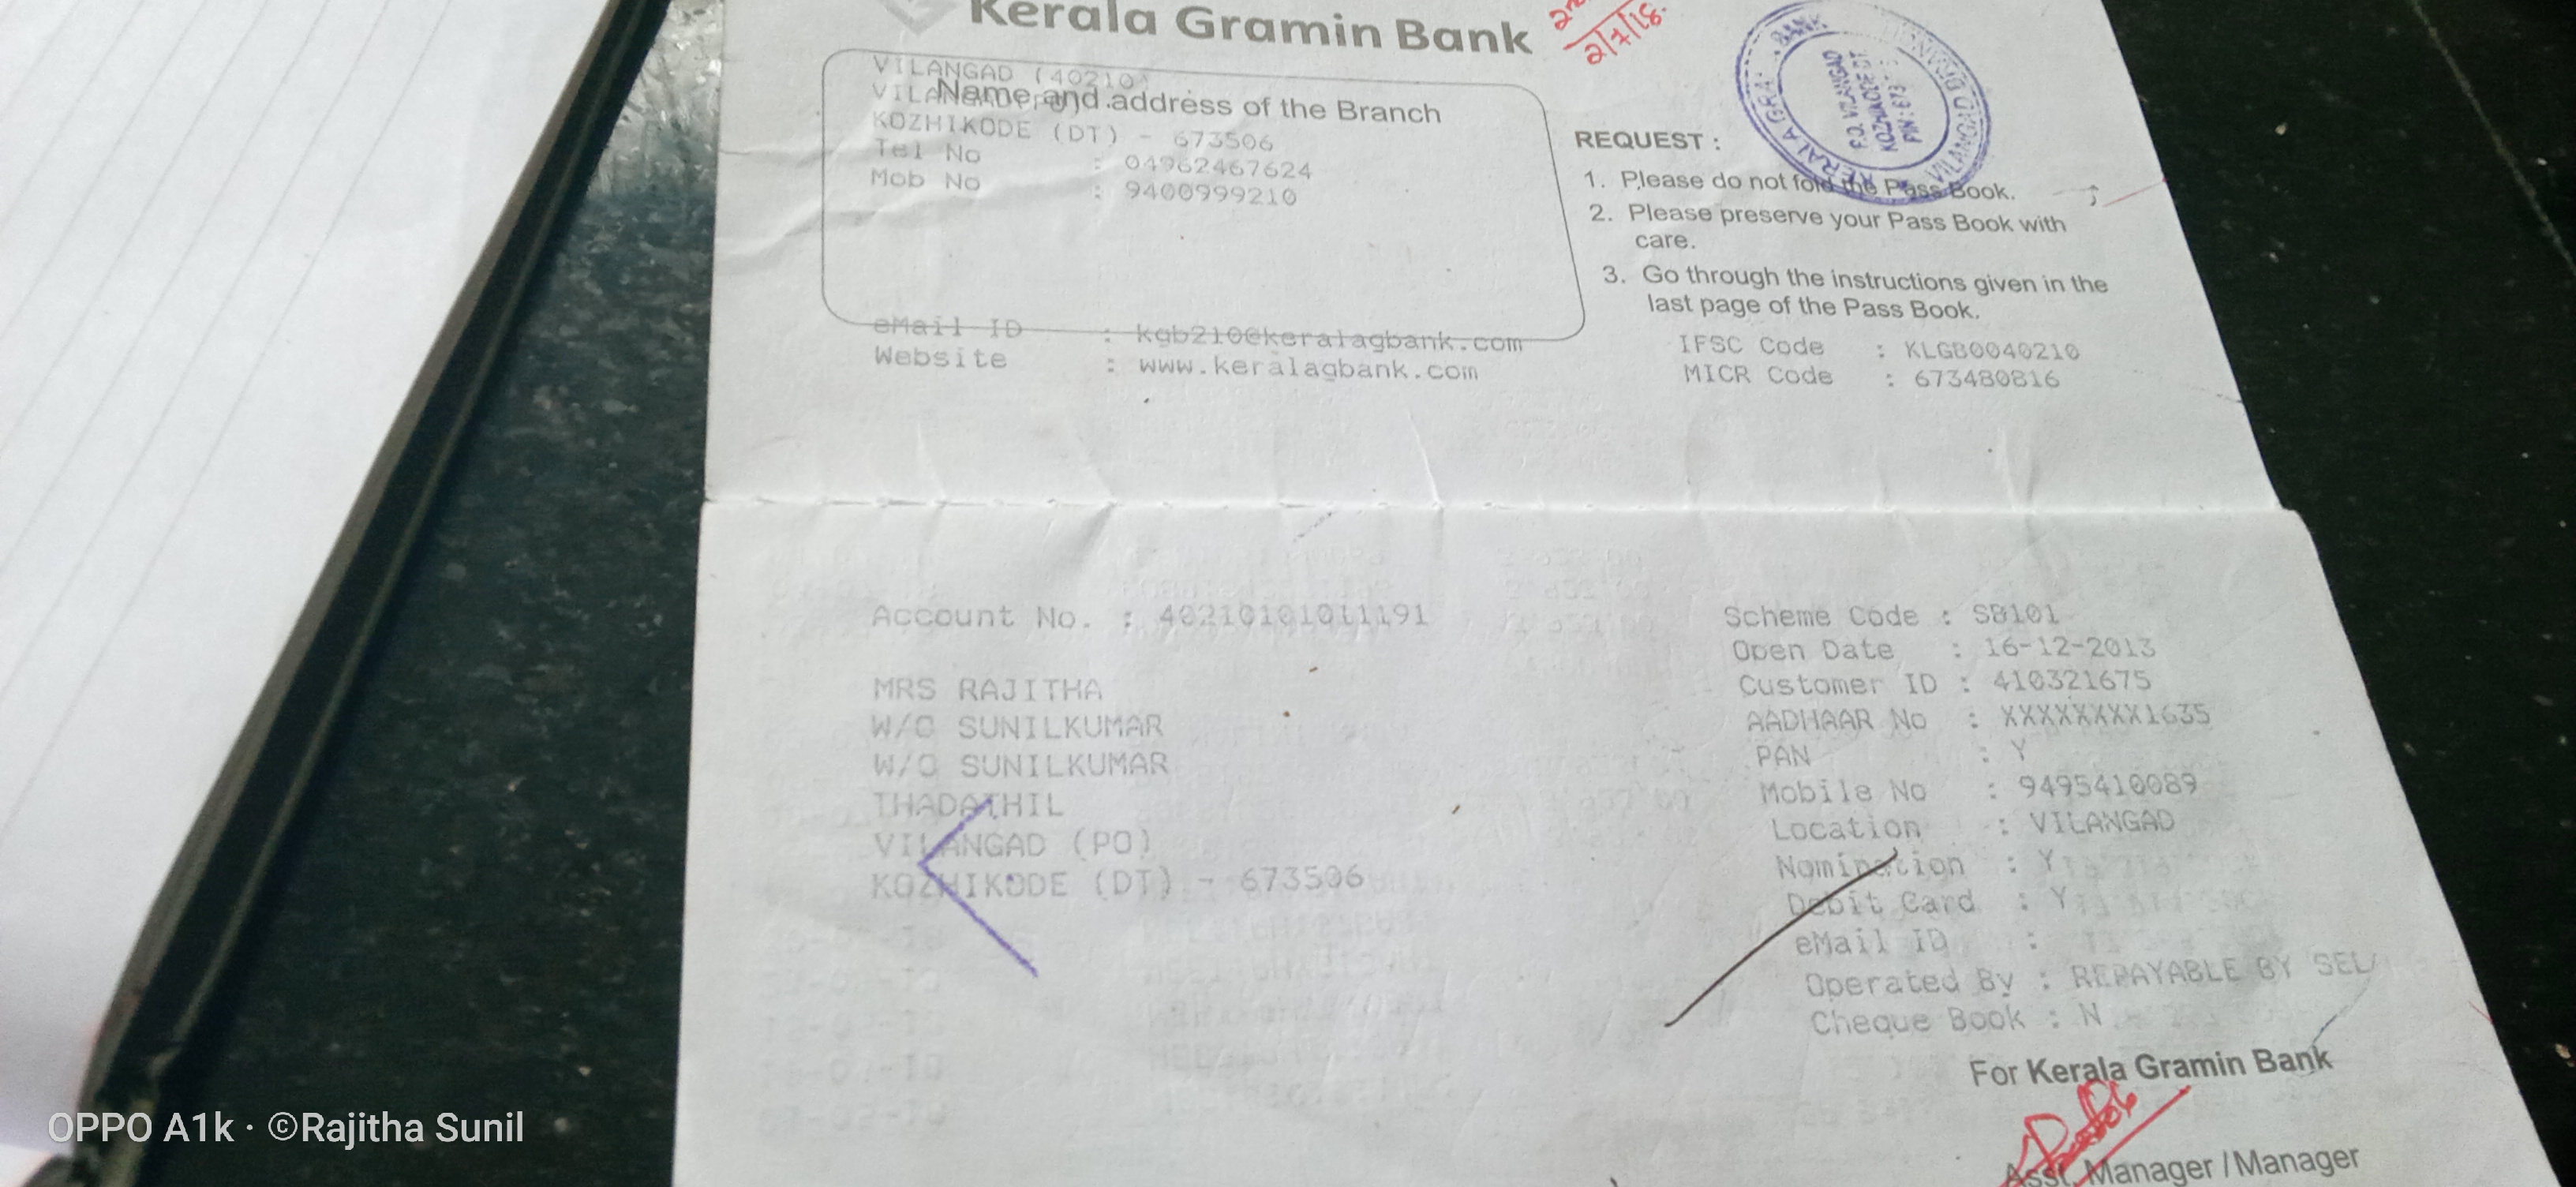 Kerala Gramin Bank
2/7/18.
VILANGAD (40210)
Name and address of the Branch
KOZHIKODE (DT) - 673506
Tel No : 04962467624
Mob No : 9400999210
eMail ID : kgb210@keralagbank.com
Website : www.keralagbank.com
KERALA GRA BANK
VILANGAD BRANCH
P.O. VILANGAD
KOZHIKODE DT.
PIN: 673
REQUEST :
1. Please do not fold the Pass Book.
2. Please preserve your Pass Book with
care.
3. Go through the instructions given in the
last page of the Pass Book.
IFSC Code : KLGB0040210
MICR Code : 673480816
Account No. : 40210101011191
MRS RAJITHA
W/O SUNILKUMAR
W/O SUNILKUMAR
THADATHIL
VILANGAD (PO)
KOZHIKODE (DT) - 673506
Scheme Code : SB101
Open Date : 16-12-2013
Customer ID : 410321675
AADHAAR No : XXXXXXXX1635
PAN : Y
Mobile No : 9495410089
Location : VILANGAD
Nomination : Y
Debit Card : Y
eMail ID :
Operated By : REPAYABLE BY SEL
Cheque Book : N
For Kerala Gramin Bank
Asst. Manager / Manager
OPPO A1k · ©Rajitha Sunil